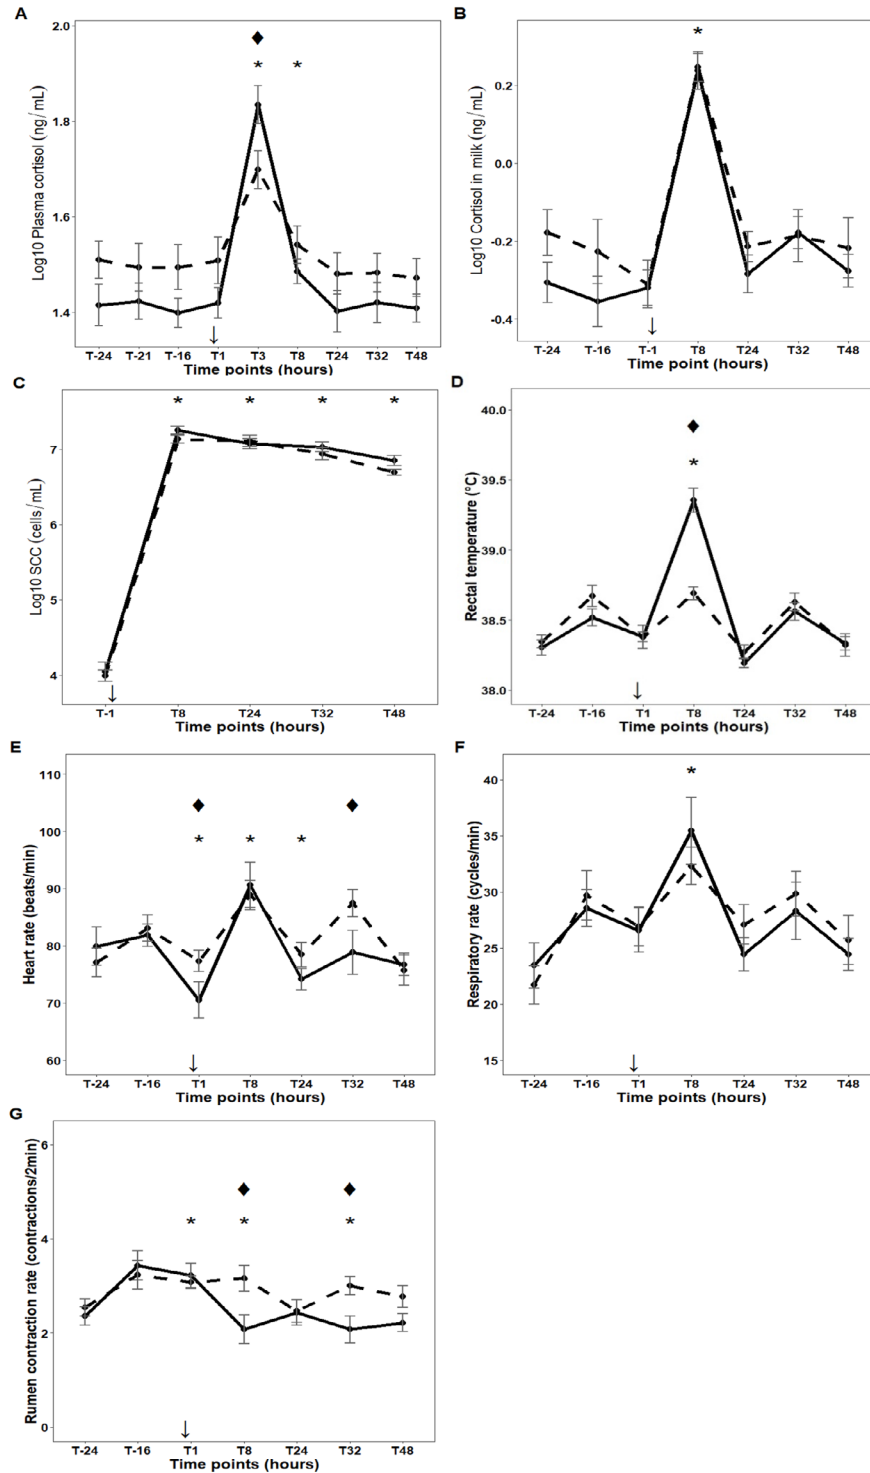 A
Log10 Plasma cortisol (ng/mL)
2.0
1.8
1.6
1.4
♦
* *
↓
T-24 T-21 T-16 T1 T3 T8 T24 T32 T48
Time points (hours)
B
Log10 Cortisol in milk (ng/mL)
0.2
0.0
-0.2
-0.4
*
↓
T-24 T-16 T-1 T8 T24 T32 T48
Time point (hours)
C
Log10 SCC (cells/mL)
7
6
5
4
* * * *
↓
T-1 T8 T24 T32 T48
Time points (hours)
D
Rectal temperature (°C)
40.0
39.5
39.0
38.5
38.0
♦
*
↓
T-24 T-16 T1 T8 T24 T32 T48
Time points (hours)
E
Heart rate (beats/min)
110
100
90
80
70
60
♦ ♦
* * *
↓
T-24 T-16 T1 T8 T24 T32 T48
Time points (hours)
F
Respiratory rate (cycles/min)
40
35
30
25
20
15
*
↓
T-24 T-16 T1 T8 T24 T32 T48
Time points (hours)
G
Rumen contraction rate (contractions/2min)
6
4
2
0
♦ ♦
* * *
↓
T-24 T-16 T1 T8 T24 T32 T48
Time points (hours)